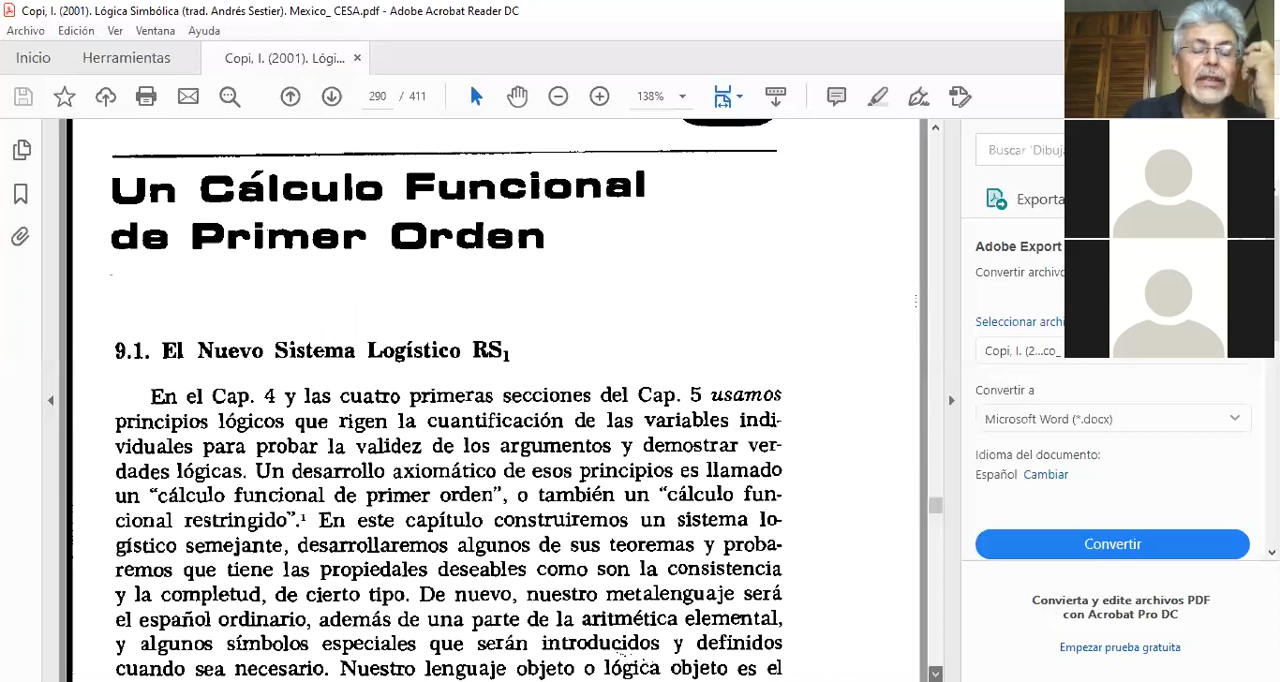 Copi, I. (2001). Lógica Simbólica (trad. Andrés Sestier). Mexico_ CESA.pdf - Adobe Acrobat Reader DC
Archivo Edición Ver Ventana Ayuda
Inicio Herramientas Copi, I. (2001). Lógi... ×
290 / 411 138%
Un Cálculo Funcional
de Primer Orden
9.1. El Nuevo Sistema Logístico RS₁
En el Cap. 4 y las cuatro primeras secciones del Cap. 5 usamos
principios lógicos que rigen la cuantificación de las variables indi-
viduales para probar la validez de los argumentos y demostrar ver-
dades lógicas. Un desarrollo axiomático de esos principios es llamado
un “cálculo funcional de primer orden”, o también un “cálculo fun-
cional restringido”.¹ En este capítulo construiremos un sistema lo-
gístico semejante, desarrollaremos algunos de sus teoremas y proba-
remos que tiene las propiedales deseables como son la consistencia
y la completud, de cierto tipo. De nuevo, nuestro metalenguaje será
el español ordinario, además de una parte de la aritmética elemental,
y algunos símbolos especiales que serán introducidos y definidos
cuando sea necesario. Nuestro lenguaje objeto o lógica objeto es el
Buscar 'Dibuj
Exporta
Adobe Export
Convertir archivo
Seleccionar archi
Copi, I. (2...co_
Convertir a
Microsoft Word (*.docx)
Idioma del documento:
Español Cambiar
Convertir
Convierta y edite archivos PDF
con Acrobat Pro DC
Empezar prueba gratuita